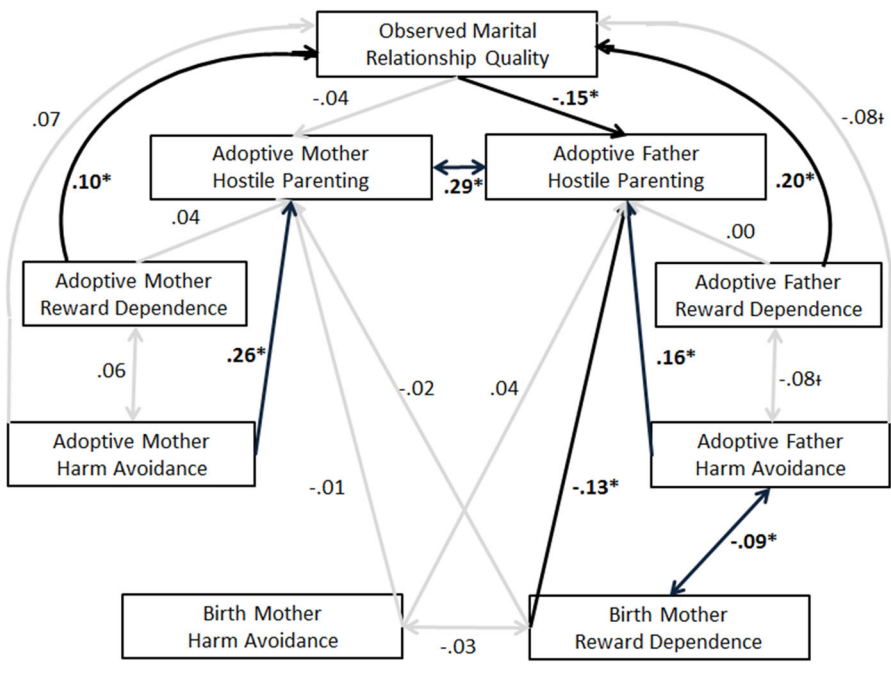 Observed Marital
Relationship Quality
.07
-.04
-.15*
-.08ƚ
Adoptive Mother
Hostile Parenting
Adoptive Father
Hostile Parenting
.10*
.29*
.20*
.04
.00
Adoptive Mother
Reward Dependence
Adoptive Father
Reward Dependence
.06
.26*
-.02
.04
.16*
-.08ƚ
Adoptive Mother
Harm Avoidance
Adoptive Father
Harm Avoidance
-.01
-.13*
-.09*
Birth Mother
Harm Avoidance
Birth Mother
Reward Dependence
-.03